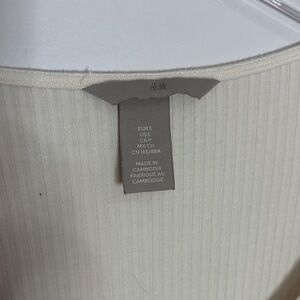 H&M
EUR S
US S
CA P
MX CH
CN 165/88A
MADE IN
CAMBODIA
FABRIQUÉ AU
CAMBODGE